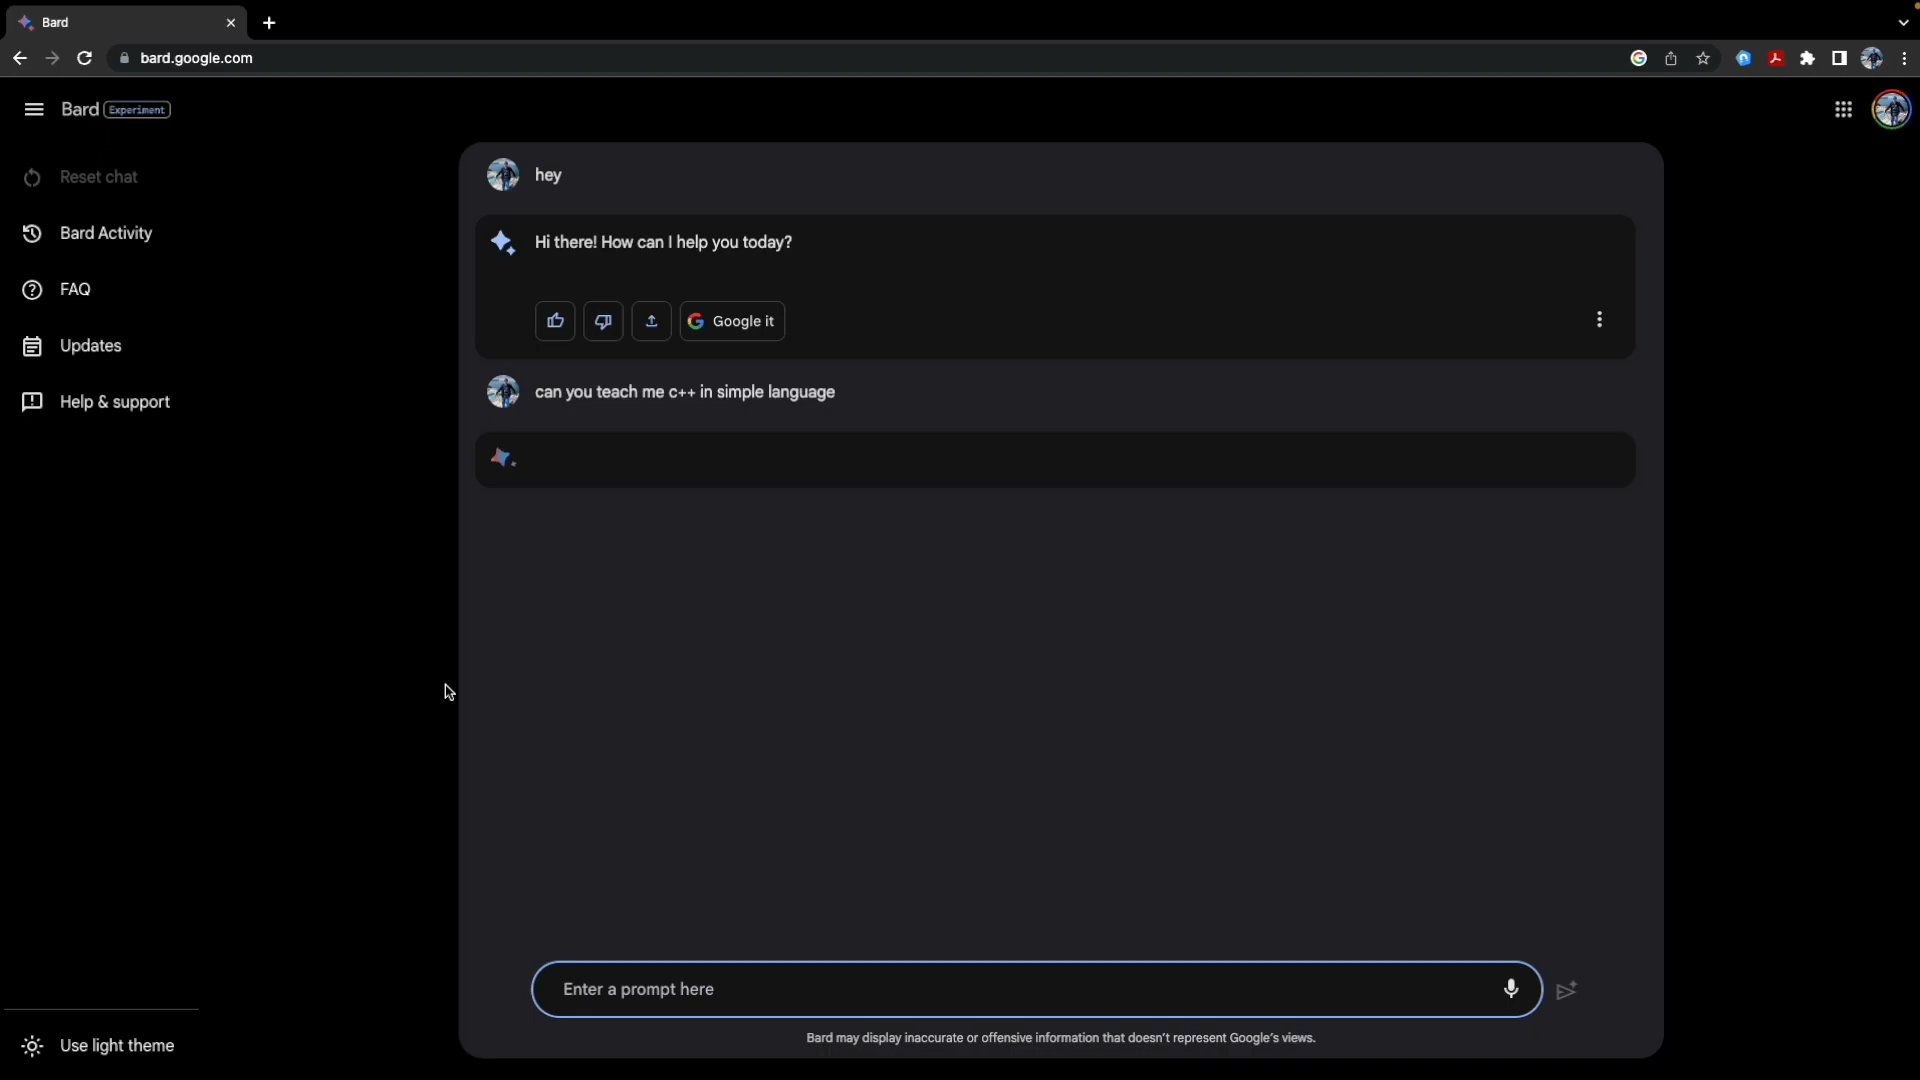 Bard
bard.google.com
Bard Experiment
Reset chat
Bard Activity
FAQ
Updates
Help & support
hey
Hi there! How can I help you today?
Google it
can you teach me c++ in simple language
Enter a prompt here
Bard may display inaccurate or offensive information that doesn't represent Google's views.
Use light theme